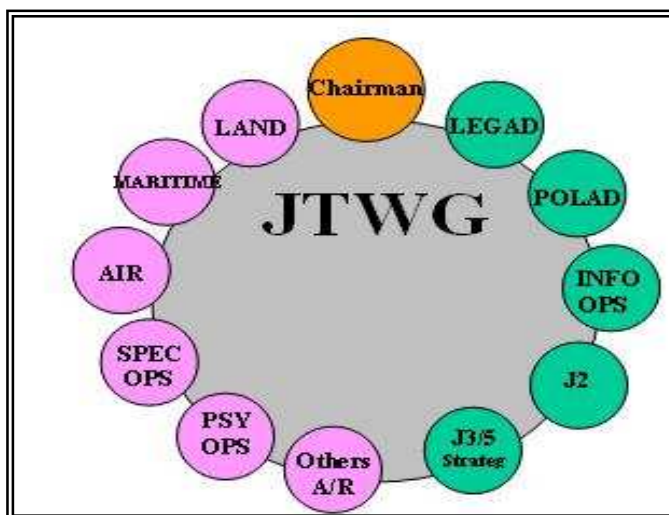 Chairman
LAND
LEGAD
MARITIME
JTWG
POLAD
AIR
INFO
OPS
SPEC
OPS
J2
PSY
OPS
J3/5
Strateg
Others
A/R